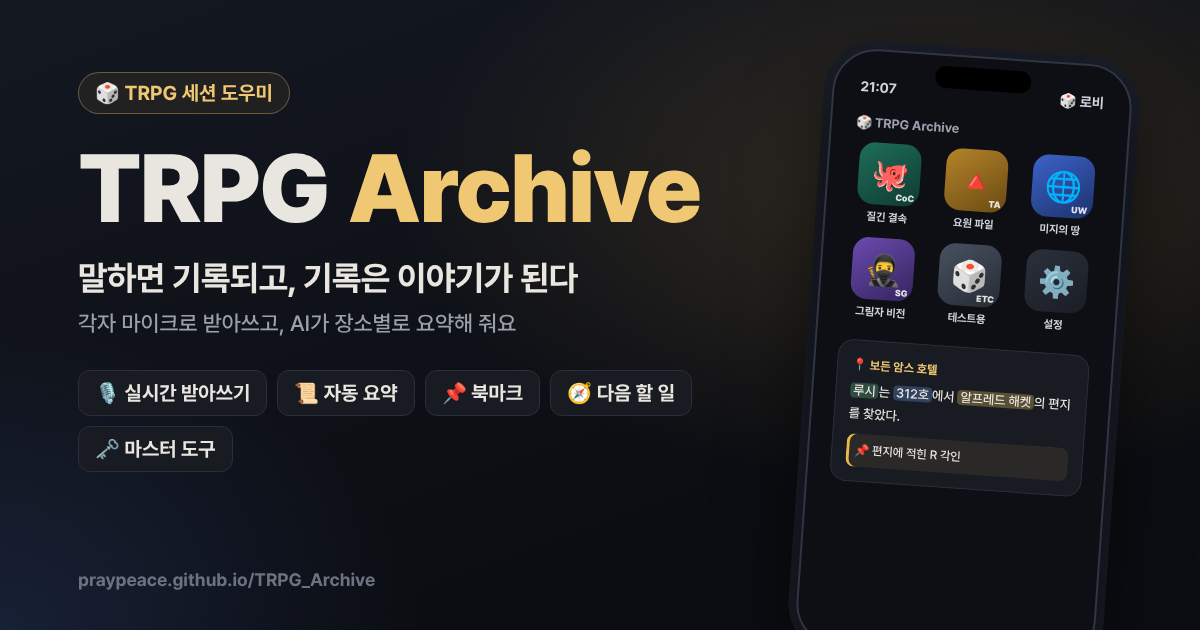 🎲 TRPG 세션 도우미
TRPG Archive
말하면 기록되고, 기록은 이야기가 된다
각자 마이크로 받아쓰고, AI가 장소별로 요약해 줘요
🎙️ 실시간 받아쓰기
📜 자동 요약
📌 북마크
🧭 다음 할 일
🗝️ 마스터 도구
praypeace.github.io/TRPG_Archive
21:07
🎲 로비
🎲 TRPG Archive
CoC
TA
UW
질긴 결속
요원 파일
미지의 땅
SG
ETC
그림자 비전
테스트용
설정
📍 보든 암스 호텔
루시는 312호에서 알프레드 해켓의 편지
를 찾았다.
📌 편지에 적힌 R 각인